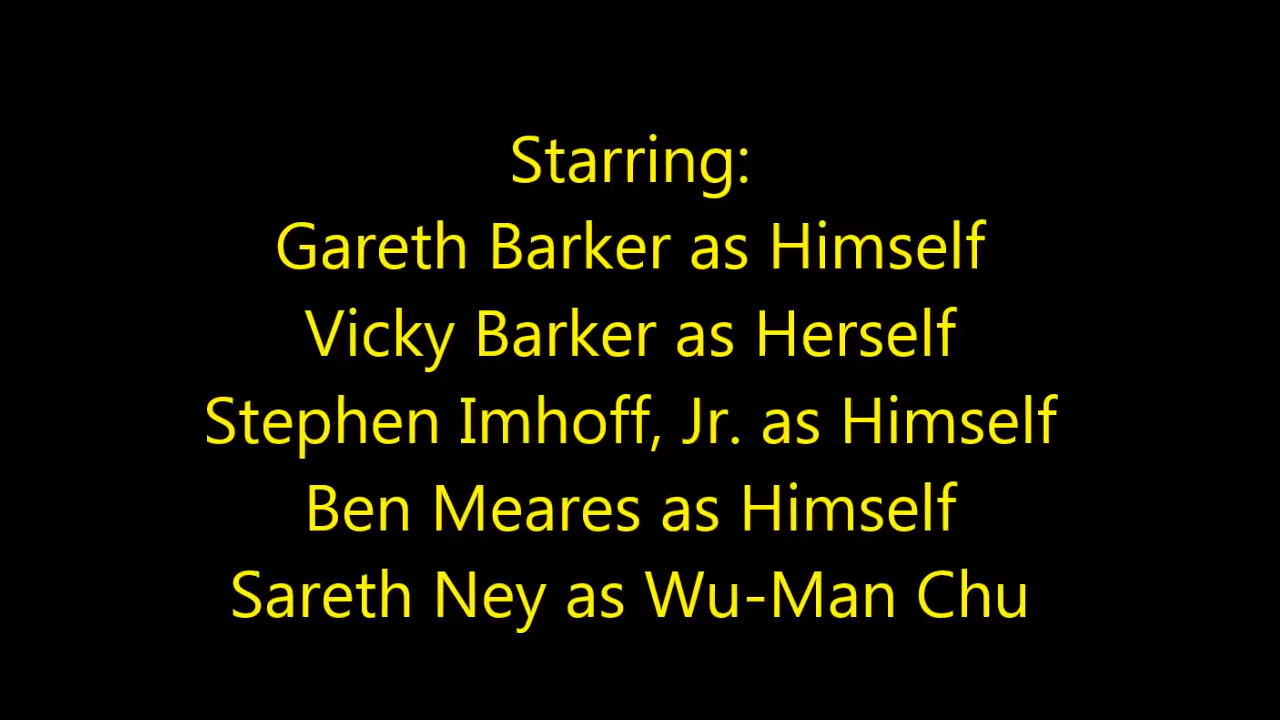 Starring:
Gareth Barker as Himself
Vicky Barker as Herself
Stephen Imhoff, Jr. as Himself
Ben Meares as Himself
Sareth Ney as Wu-Man Chu